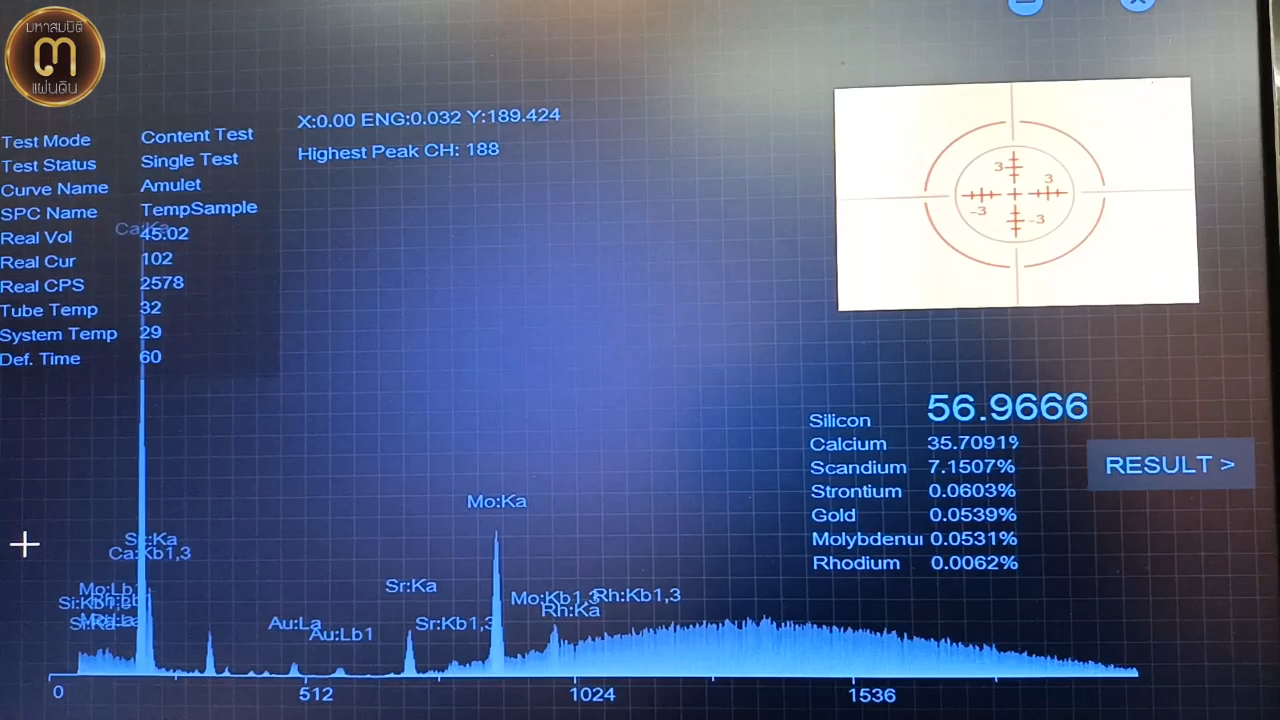 มหาสมบัติ
๓
แผ่นดิน
X:0.00 ENG:0.032 Y:189.424
Highest Peak CH: 188
Test Mode Content Test
Test Status Single Test
Curve Name Amulet
SPC Name TempSample
Real Vol 45.02
Real Cur 102
Real CPS 2578
Tube Temp 32
System Temp 29
Def. Time 60
3
3
-3
-3
Silicon 56.9666
Calcium 35.7091%
Scandium 7.1507%
Strontium 0.0603%
Gold 0.0539%
Molybdenu 0.0531%
Rhodium 0.0062%
RESULT >
Mo:Ka
Ca:Kb1,3
Sr:Ka
Mo:Kb1,3
Rh:Kb1,3
Rh:Ka
Au:La
Au:Lb1
Sr:Kb1,3
0
512
1024
1536